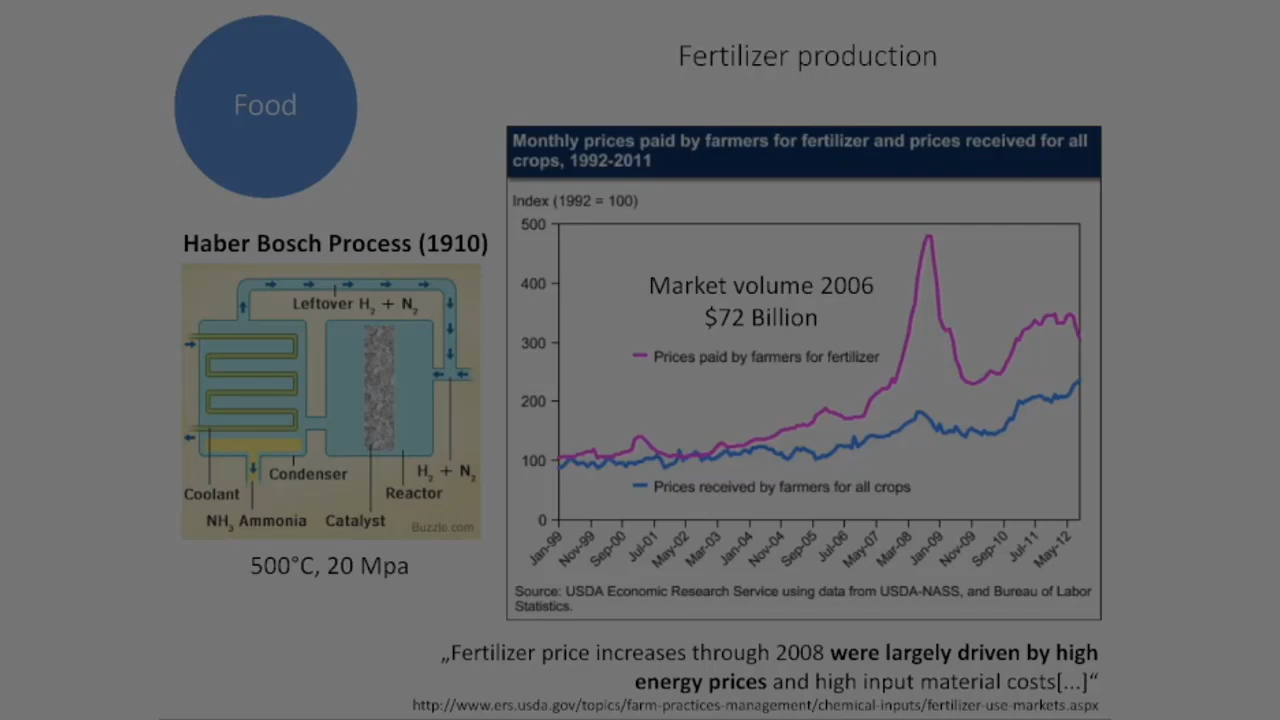 Food
Fertilizer production
Haber Bosch Process (1910)
Leftover H₂ + N₂
H₂ + N₂
Condenser
Coolant
Reactor
NH₃ Ammonia
Catalyst
Buzzle.com
500°C, 20 Mpa
Monthly prices paid by farmers for fertilizer and prices received for all
crops, 1992-2011
Index (1992 = 100)
500
400
300
200
100
0
Market volume 2006
$72 Billion
Prices paid by farmers for fertilizer
Prices received by farmers for all crops
Jan-99
Nov-99
Sep-00
Jul-01
May-02
Mar-03
Jan-04
Nov-04
Sep-05
Jul-06
May-07
Mar-08
Jan-09
Nov-09
Sep-10
Jul-11
May-12
Source: USDA Economic Research Service using data from USDA-NASS, and Bureau of Labor
Statistics.
„Fertilizer price increases through 2008 were largely driven by high
energy prices and high input material costs[...]“
http://www.ers.usda.gov/topics/farm-practices-management/chemical-inputs/fertilizer-use-markets.aspx